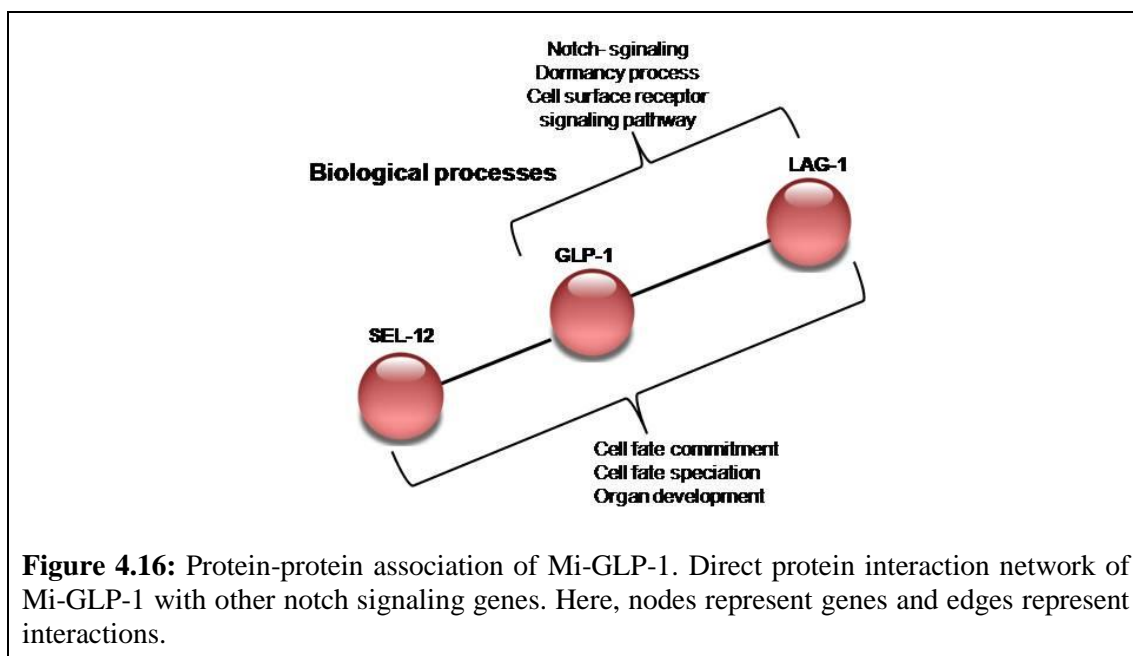 Notch- sginaling
Dormancy process
Cell surface receptor
signaling pathway
Biological processes
LAG-1
GLP-1
SEL-12
Cell fate commitment
Cell fate speciation
Organ development
Figure 4.16: Protein-protein association of Mi-GLP-1. Direct protein interaction network of
Mi-GLP-1 with other notch signaling genes. Here, nodes represent genes and edges represent
interactions.